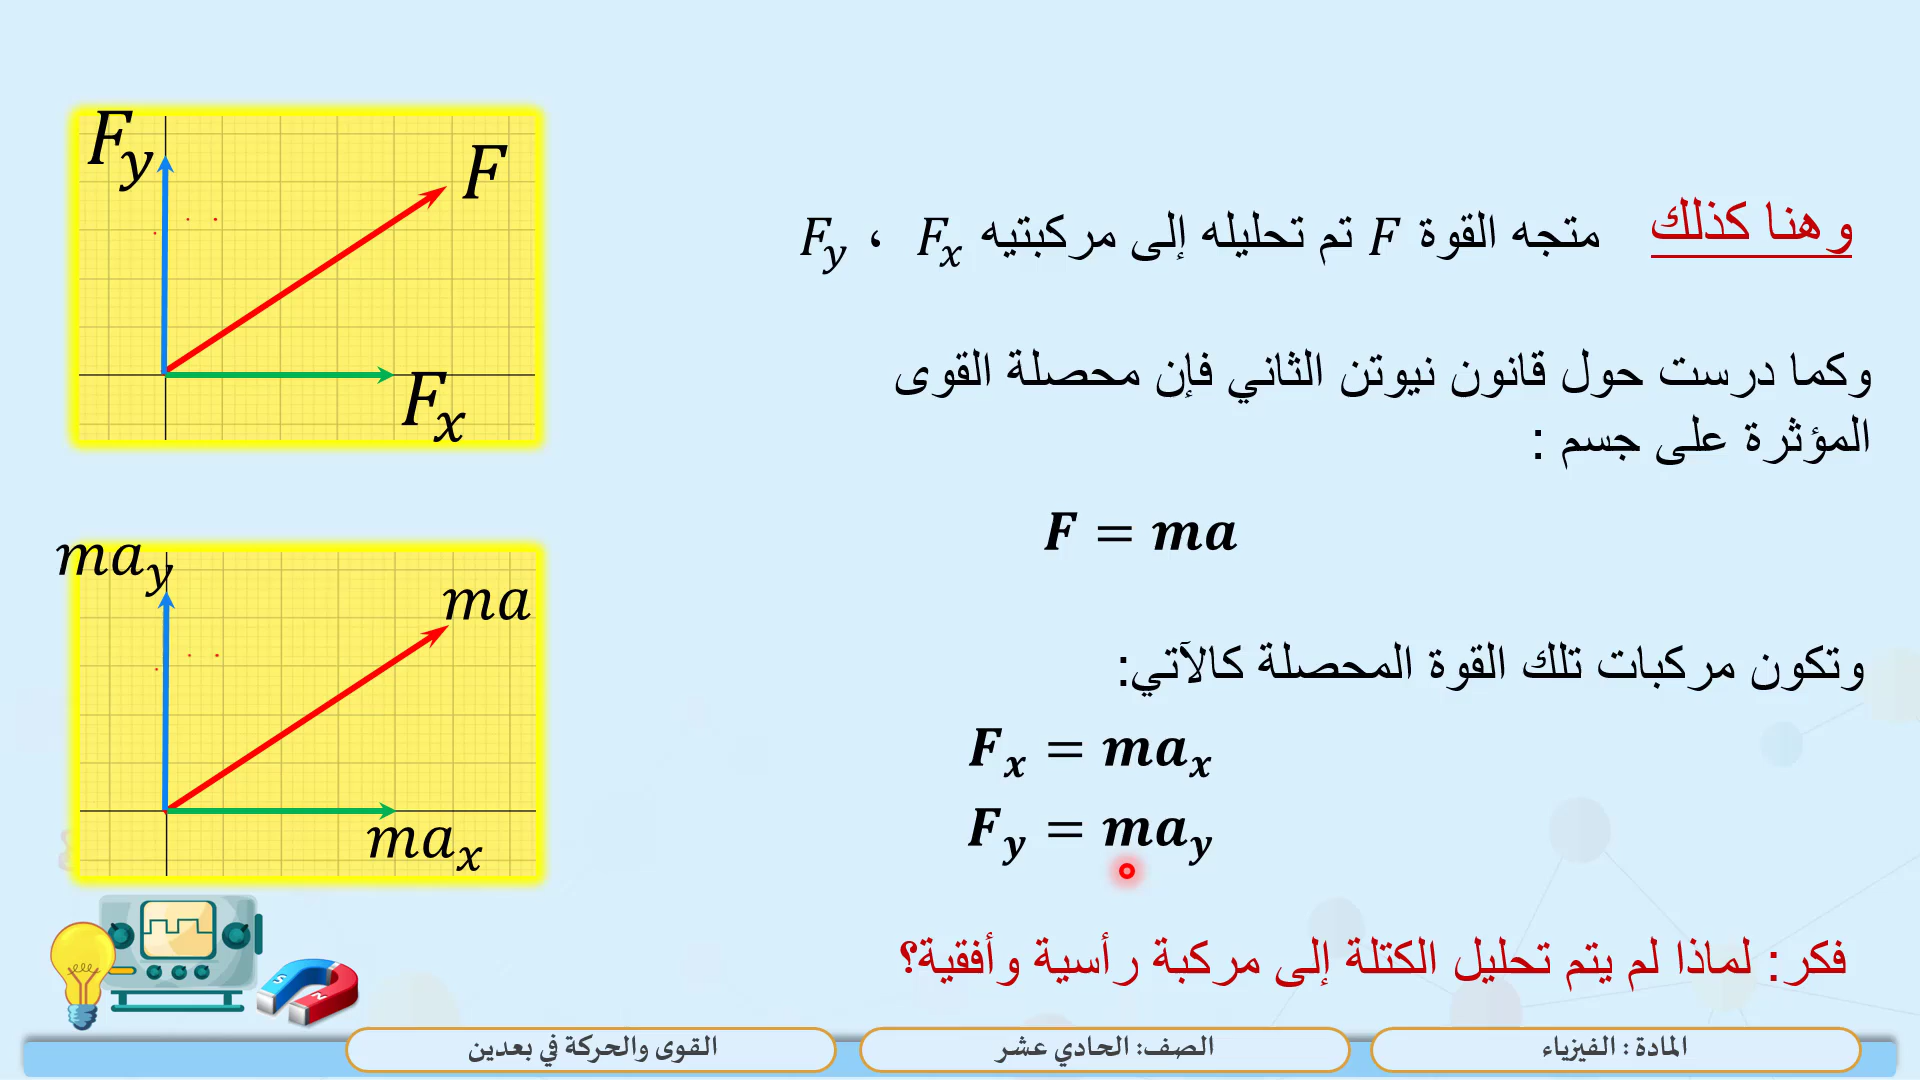 وهنا كذلك متجه القوة F تم تحليله إلى مركبتيه Fx ، Fy
وكما درست حول قانون نيوتن الثاني فإن محصلة القوى
المؤثرة على جسم :
F = ma
وتكون مركبات تلك القوة المحصلة كالآتي:
Fx = max
Fy = may
فكر: لماذا لم يتم تحليل الكتلة إلى مركبة رأسية وأفقية؟
Fy
F
Fx
may
ma
max
S
N
المادة : الفيزياء
الصف: الحادي عشر
القوى والحركة في بعدين